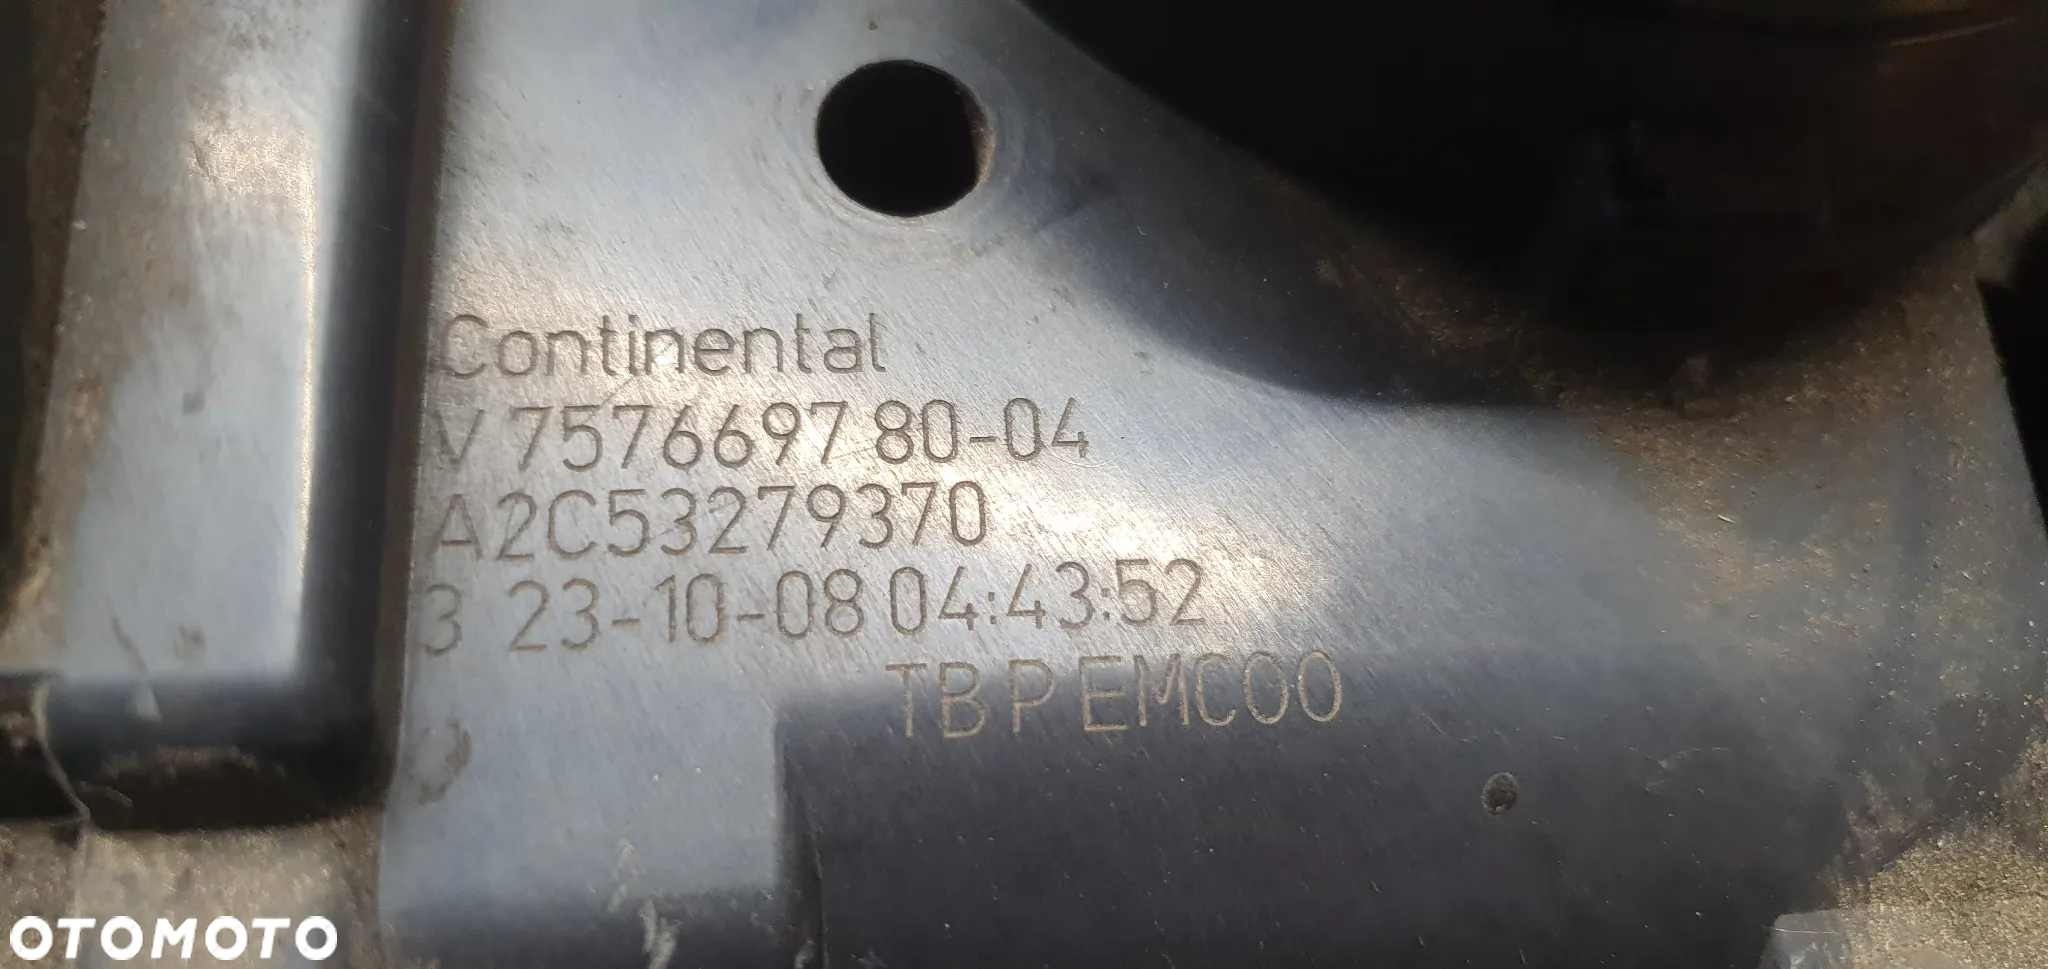 Continental
V 7576697 80-04
A2C53279370
3 23-10-08 04:43:52
TBPEMC00
OTOMOTO